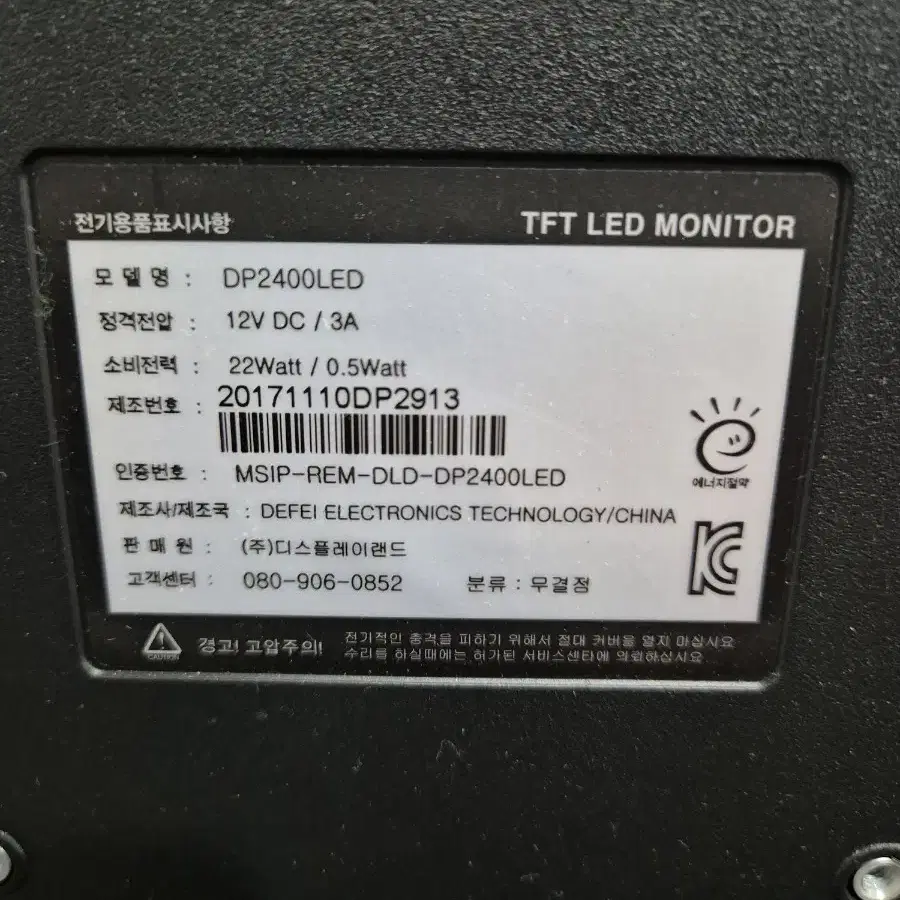 전기용품표시사항 TFT LED MONITOR
모 델 명 : DP2400LED
정격전압 : 12V DC / 3A
소비전력 : 22Watt / 0.5Watt
제조번호 : 20171110DP2913
에너지절약
인증번호 : MSIP-REM-DLD-DP2400LED
제조사/제조국 : DEFEI ELECTRONICS TECHNOLOGY/CHINA
판 매 원 : (주)디스플레이랜드
고객센터 : 080-906-0852 분류 : 무결정
CAUTION 경고! 고압주의! 전기적인 충격을 피하기 위해서 절대 커버을 열지 마십시요
수리를 하실때에는 허가된 서비스센타에 의뢰하십시요